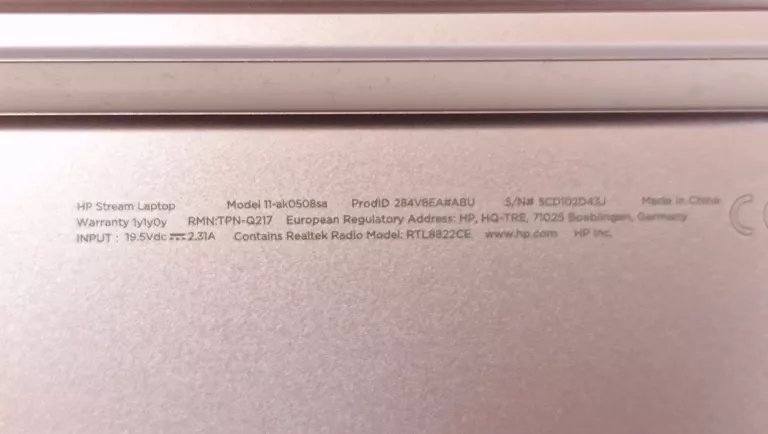 HP Stream Laptop Model 11-ak0508sa ProdID 2B4V8EA#ABU S/N# 5CD102D43J Made in China
Warranty 1y1y0y RMN:TPN-Q217 European Regulatory Address: HP, HQ-TRE, 71025 Boeblingen, Germany
INPUT : 19.5Vdc ⎓ 2.31A Contains Realtek Radio Model: RTL8822CE www.hp.com HP Inc.